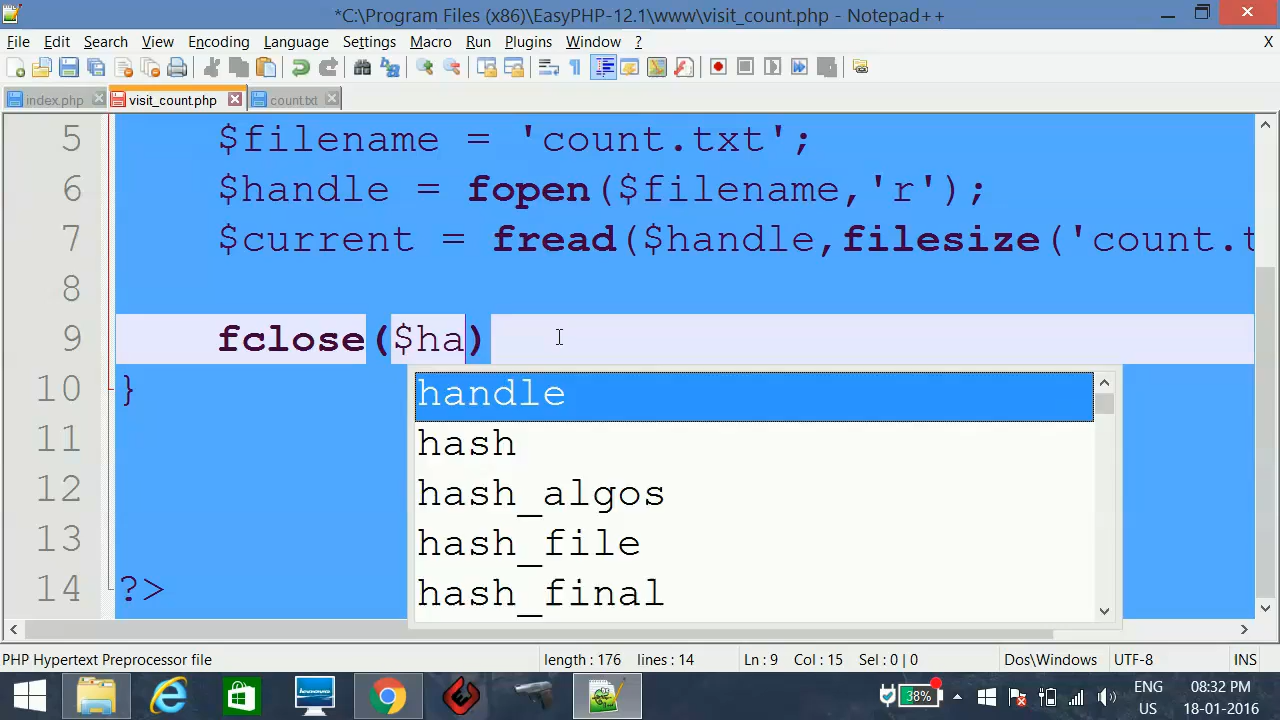 *C:\Program Files (x86)\EasyPHP-12.1\www\visit_count.php - Notepad++
File Edit Search View Encoding Language Settings Macro Run Plugins Window ? X
index.php visit_count.php count.txt
5 $filename = 'count.txt';
6 $handle = fopen($filename,'r');
7 $current = fread($handle,filesize('count.t
8
9 fclose($ha)
10 }
handle
11 hash
12 hash_algos
13 hash_file
14 ?> hash_final
PHP Hypertext Preprocessor file length : 176 lines : 14 Ln : 9 Col : 15 Sel : 0 | 0 Dos\Windows UTF-8 INS
38% ENG 08:32 PM
US 18-01-2016